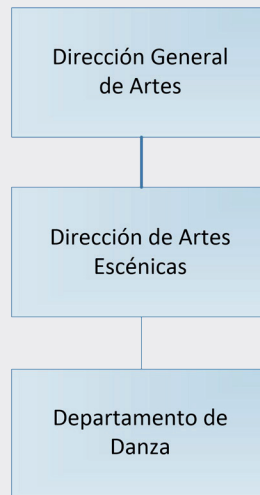 Dirección General
de Artes
Dirección de Artes
Escénicas
Departamento de
Danza